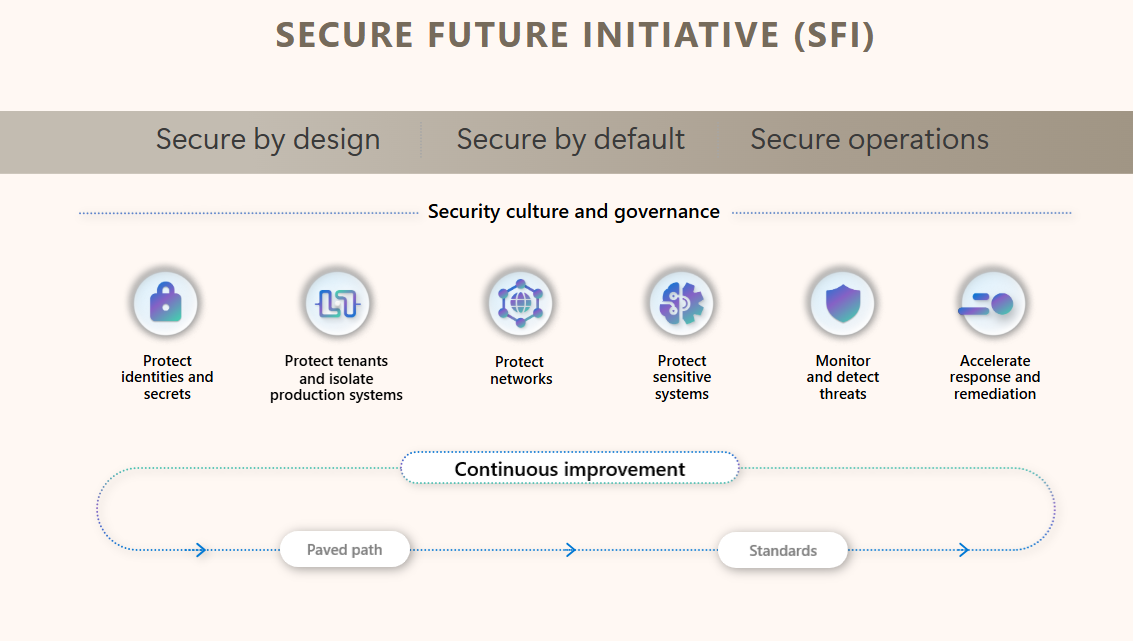 SECURE FUTURE INITIATIVE (SFI)
Secure by design
Secure by default
Secure operations
Security culture and governance
Protect
identities and
secrets
Protect tenants
and isolate
production systems
Protect
networks
Protect
sensitive
systems
Monitor
and detect
threats
Accelerate
response and
remediation
Continuous improvement
Paved path
Standards